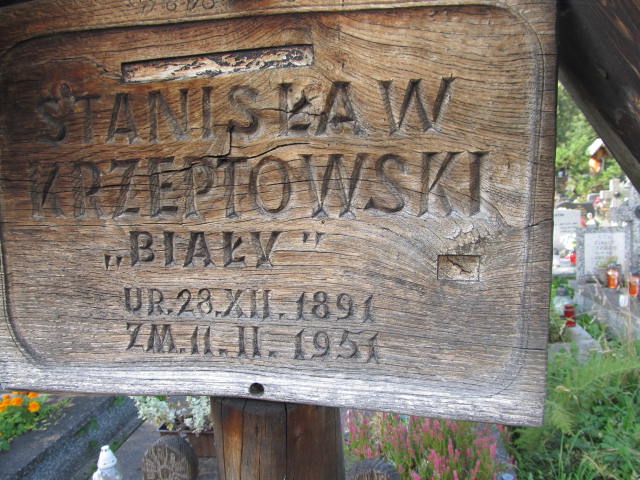 STANISŁAW
KRZEPTOWSKI
„BIAŁY"
UR.28.XII.1891
ZM.11.II.1951